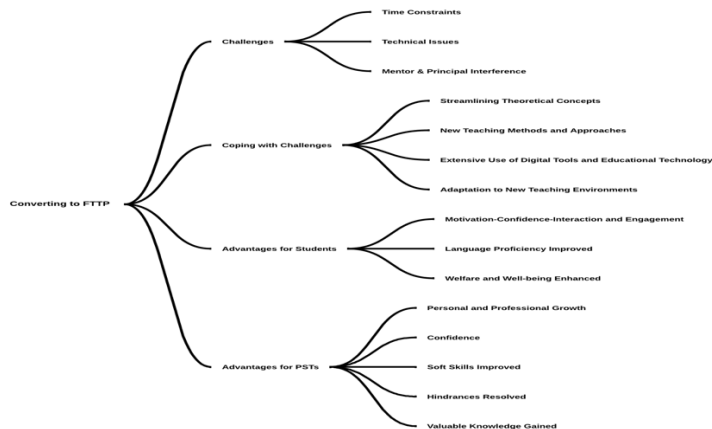 Converting to FTTP
Challenges
Time Constraints
Technical Issues
Mentor & Principal Interference
Coping with Challenges
Streamlining Theoretical Concepts
New Teaching Methods and Approaches
Extensive Use of Digital Tools and Educational Technology
Adaptation to New Teaching Environments
Advantages for Students
Motivation-Confidence-Interaction and Engagement
Language Proficiency Improved
Welfare and Well-being Enhanced
Advantages for PSTs
Personal and Professional Growth
Confidence
Soft Skills Improved
Hindrances Resolved
Valuable Knowledge Gained